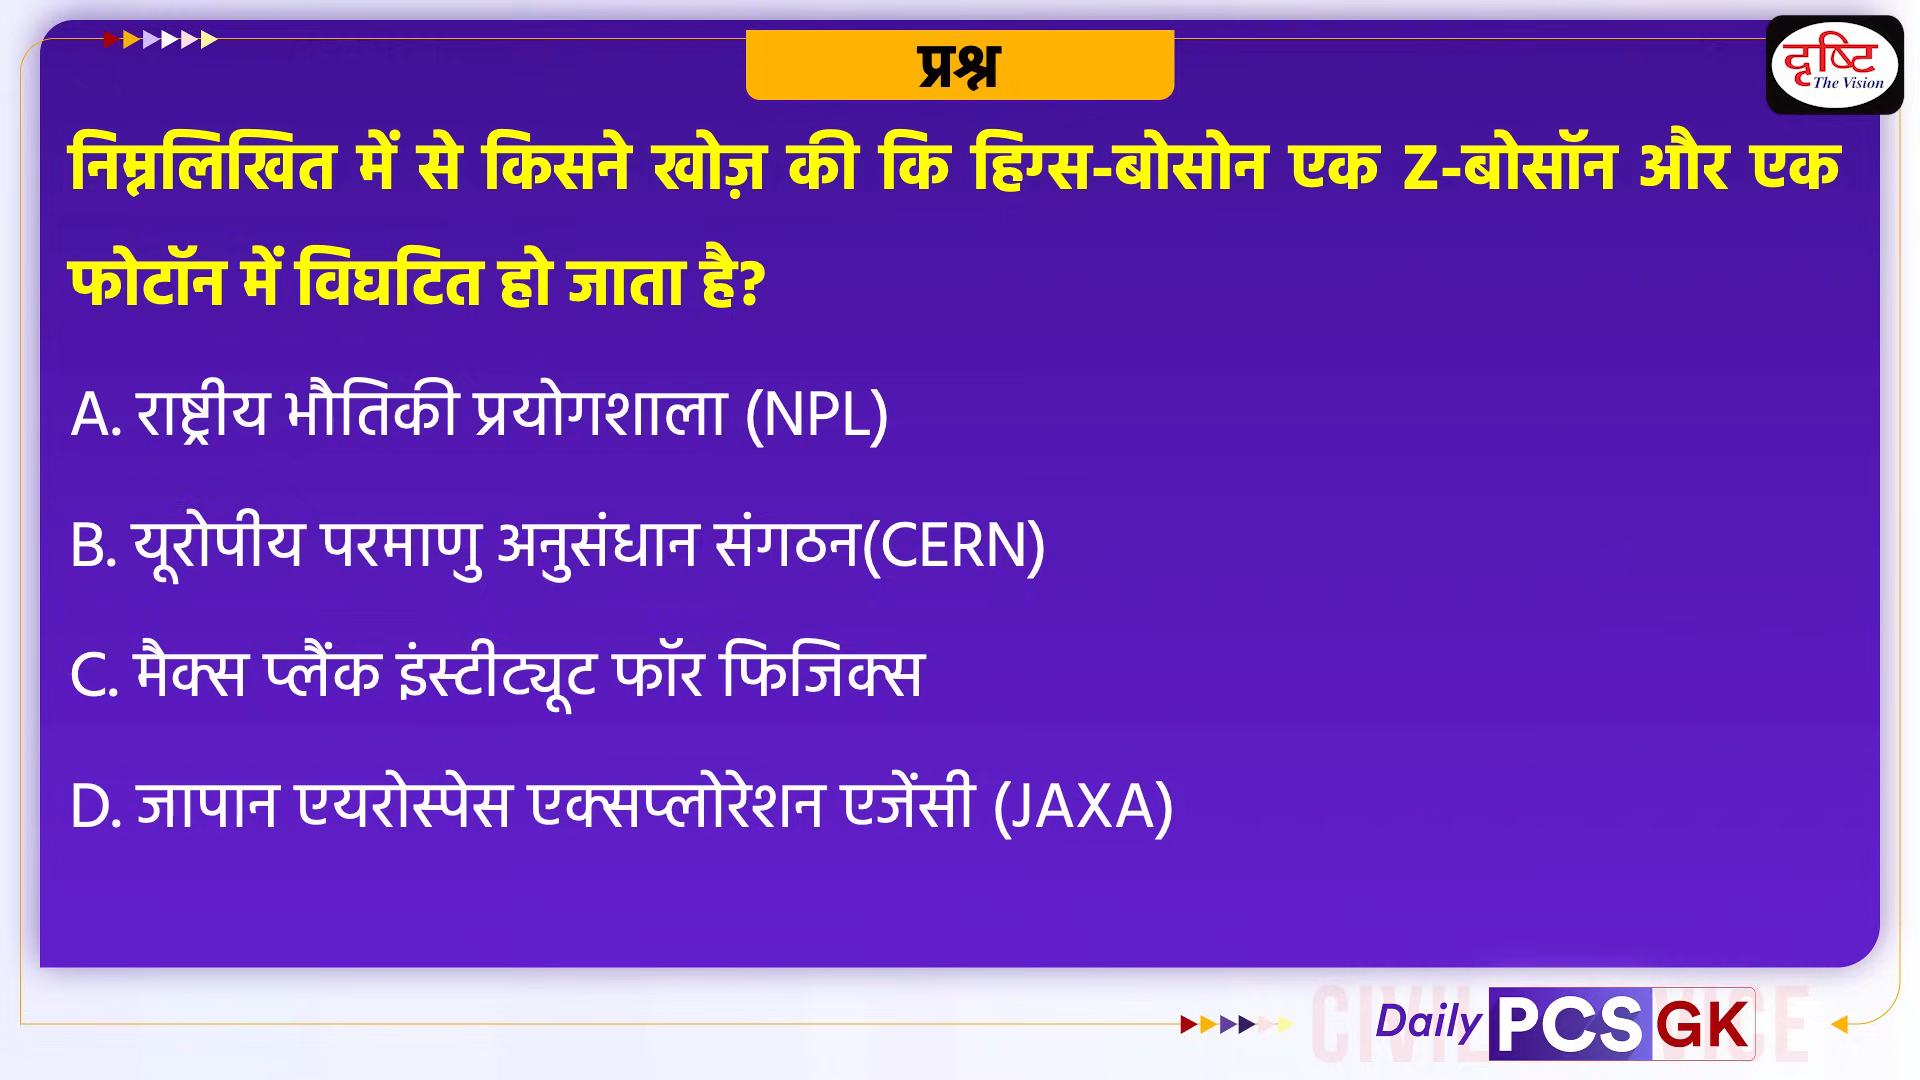 प्रश्न
दृष्टि
The Vision
निम्नलिखित में से किसने खोज़ की कि हिग्स-बोसोन एक Z-बोसॉन और एक
फोटॉन में विघटित हो जाता है?
A. राष्ट्रीय भौतिकी प्रयोगशाला (NPL)
B. यूरोपीय परमाणु अनुसंधान संगठन(CERN)
C. मैक्स प्लैंक इंस्टीट्यूट फॉर फिजिक्स
D. जापान एयरोस्पेस एक्सप्लोरेशन एजेंसी (JAXA)
Daily PCS GK